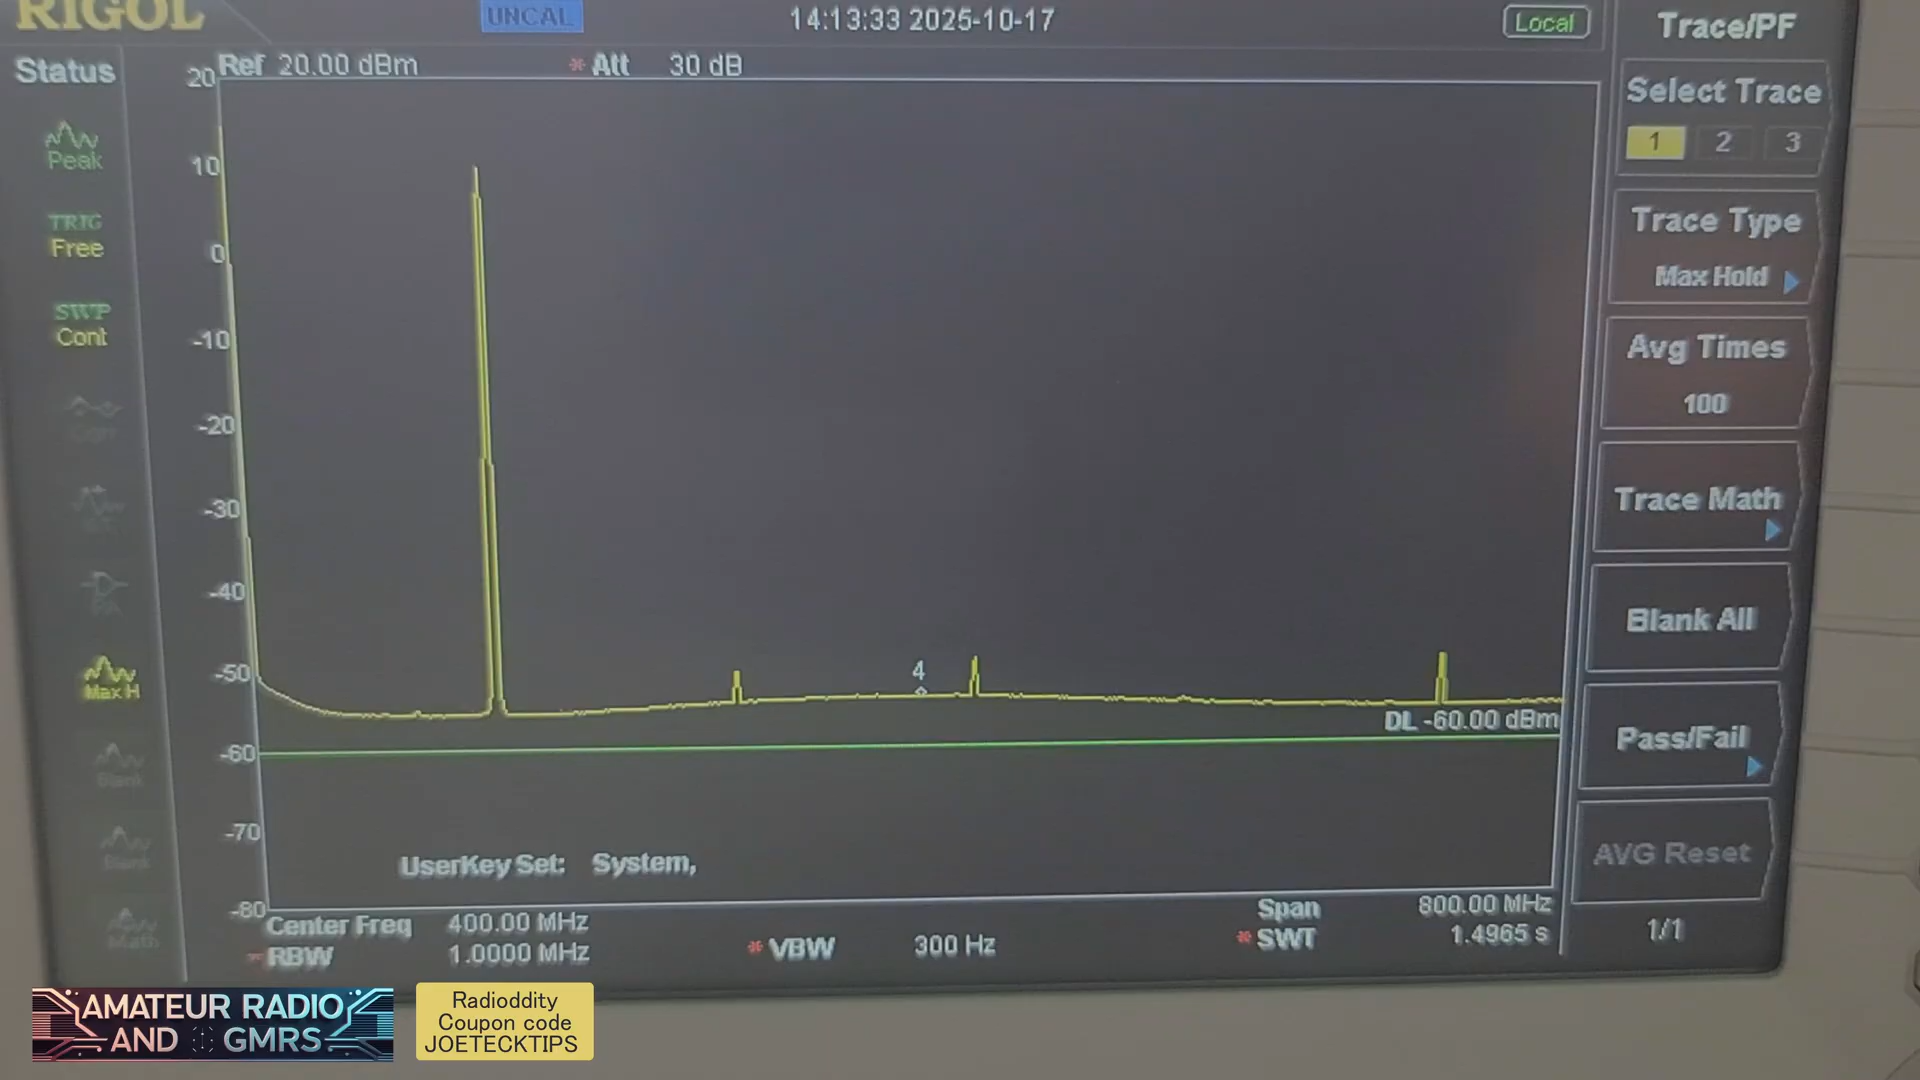 RIGOL
UNCAL
14:13:33 2025-10-17
Local
Trace/PF
Status
Ref 20.00 dBm
* Att 30 dB
Select Trace
1 2 3
Peak
TRIG
Free
SWP
Cont
Max H
Blank
Blank
Math
20
10
0
-10
-20
-30
-40
-50
-60
-70
-80
4
DL -60.00 dBm
UserKey Set: System,
Center Freq 400.00 MHz
Span 800.00 MHz
RBW 1.0000 MHz
* VBW 300 Hz
* SWT 1.4965 s
Trace Type
Max Hold
Avg Times
100
Trace Math
Blank All
Pass/Fail
AVG Reset
1/1
AMATEUR RADIO
AND GMRS
Radioddity
Coupon code
JOETECKTIPS